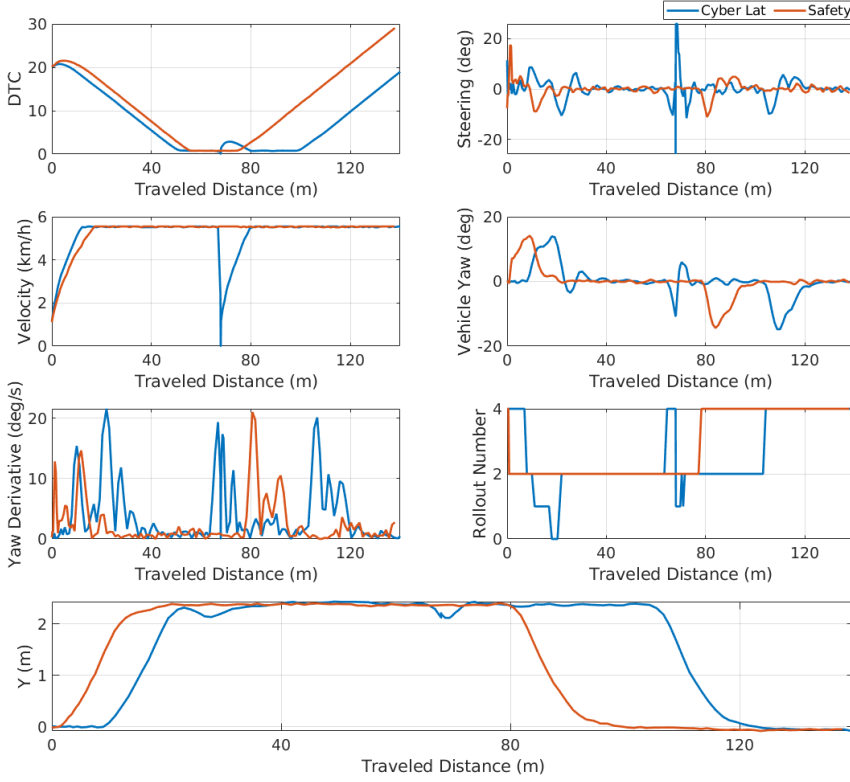 Cyber Lat Safety
30
20
10
0
DTC
40 80 120
Traveled Distance (m)
20
0
-20
Steering (deg)
0 40 80 120
Traveled Distance (m)
6
4
2
0
Velocity (km/h)
0 40 80 120
Traveled Distance (m)
20
0
-20
Vehicle Yaw (deg)
0 40 80 120
Traveled Distance (m)
20
10
0
Yaw Derivative (deg/s)
0 40 80 120
Traveled Distance (m)
4
2
0
Rollout Number
0 40 80 120
Traveled Distance (m)
2
1
0
Y (m)
0 40 80 120
Traveled Distance (m)